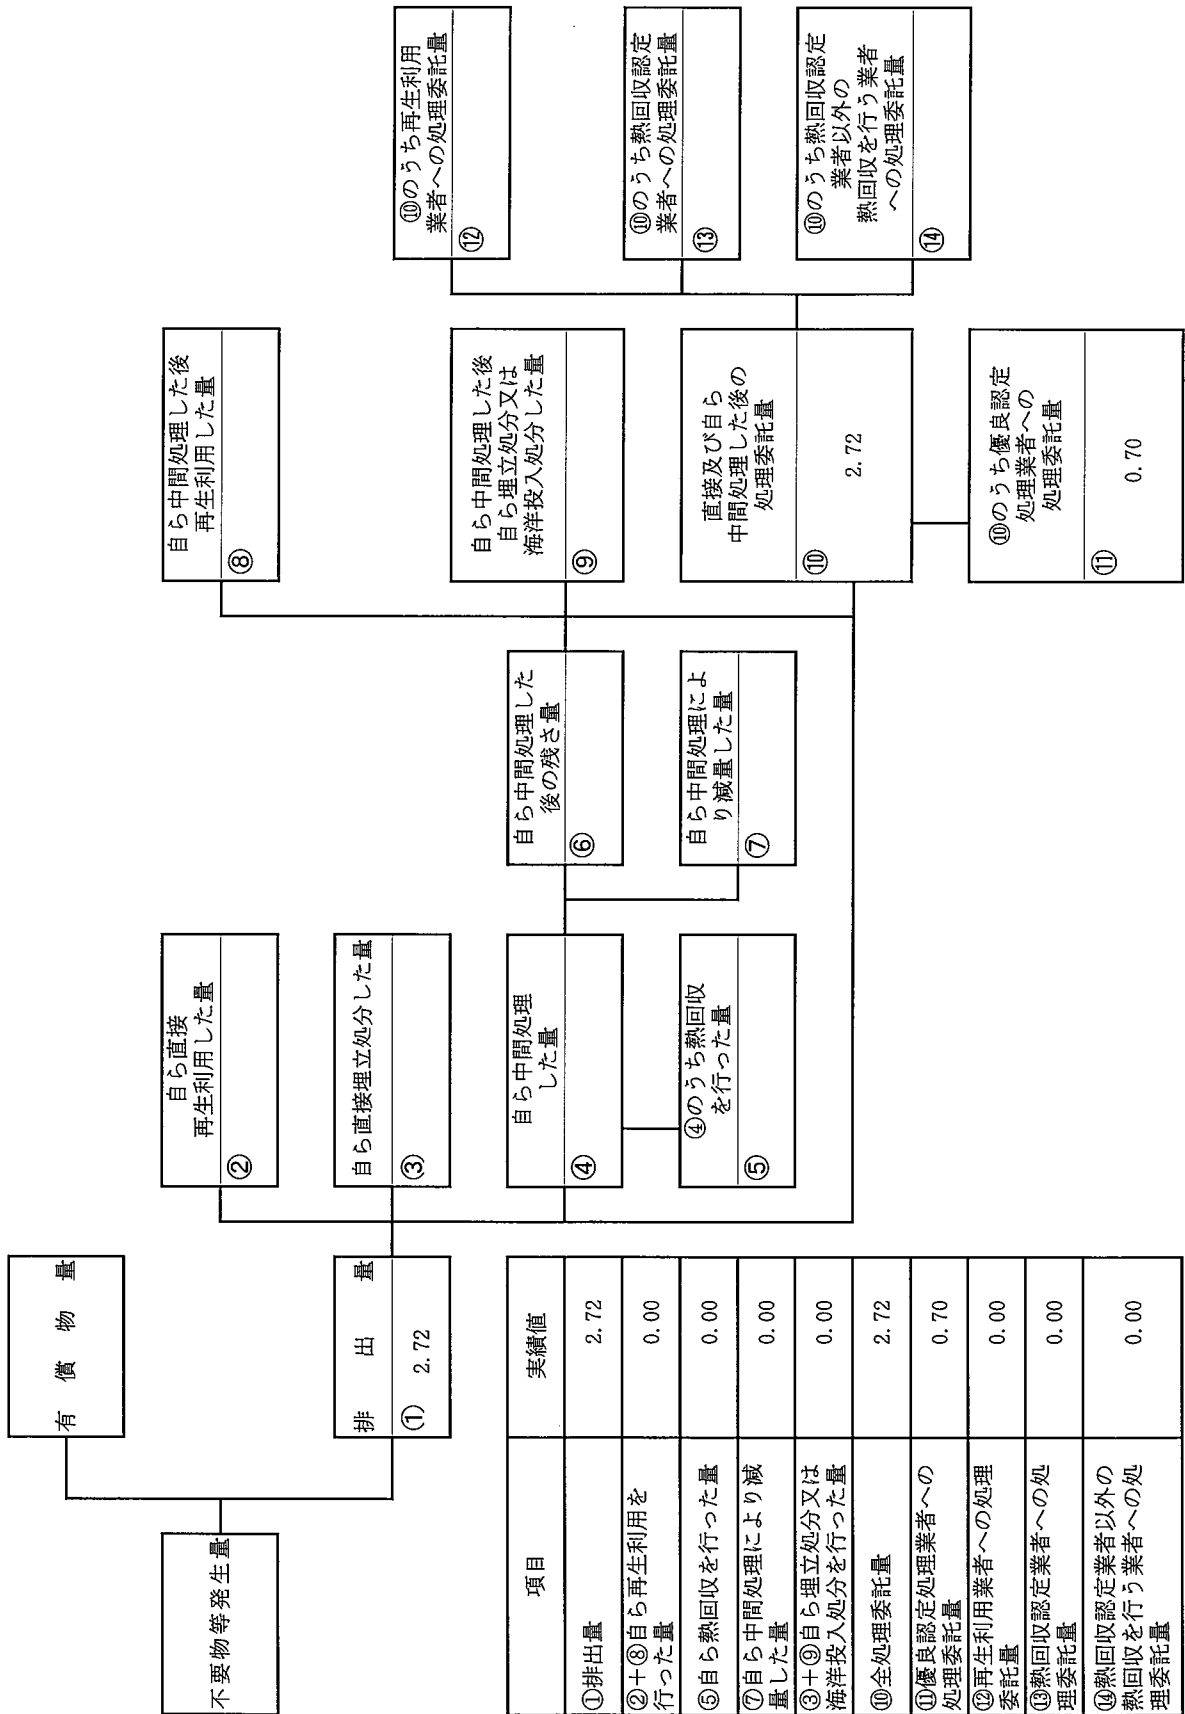 不要物等発生量
有償物量
排出量
① 2.72
自ら直接
再生利用した量
②
自ら直接埋立処分した量
③
自ら中間処理
した量
④
④のうち熱回収
を行った量
⑤
自ら中間処理した
後の残さ量
⑥
自ら中間処理によ
り減量した量
⑦
自ら中間処理した後
再生利用した量
⑧
自ら中間処理した後
自ら埋立処分又は
海洋投入処分した量
⑨
直接及び自ら
中間処理した後の
処理委託量
⑩ 2.72
⑩のうち優良認定
処理業者への
処理委託量
⑪ 0.70
⑩のうち再生利用
業者への処理委託量
⑫
⑩のうち熱回収認定
業者への処理委託量
⑬
⑩のうち熱回収認定
業者以外の
熱回収を行う業者
への処理委託量
⑭
項目 実績値
①排出量 2.72
②+⑧自ら再生利用を
行った量 0.00
⑤自ら熱回収を行った量 0.00
⑦自ら中間処理により減
量した量 0.00
③+⑨自ら埋立処分又は
海洋投入処分を行った量 0.00
⑩全処理委託量 2.72
⑪優良認定処理業者への
処理委託量 0.70
⑫再生利用業者への処理
委託量 0.00
⑬熱回収認定業者への処
理委託量 0.00
⑭熱回収認定業者以外の
熱回収を行う業者への処
理委託量 0.00